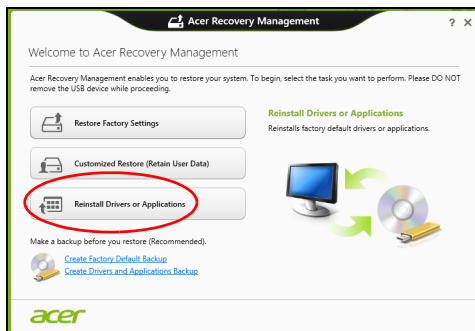 Acer Recovery Management
? X
Welcome to Acer Recovery Management
Acer Recovery Management enables you to restore your system. To begin, select the task you want to perform. Please DO NOT
remove the USB device while proceeding.
Restore Factory Settings
Customized Restore (Retain User Data)
Reinstall Drivers or Applications
Reinstall Drivers or Applications
Reinstalls factory default drivers or applications.
Make a backup before you restore (Recommended).
Create Factory Default Backup
Create Drivers and Applications Backup
acer